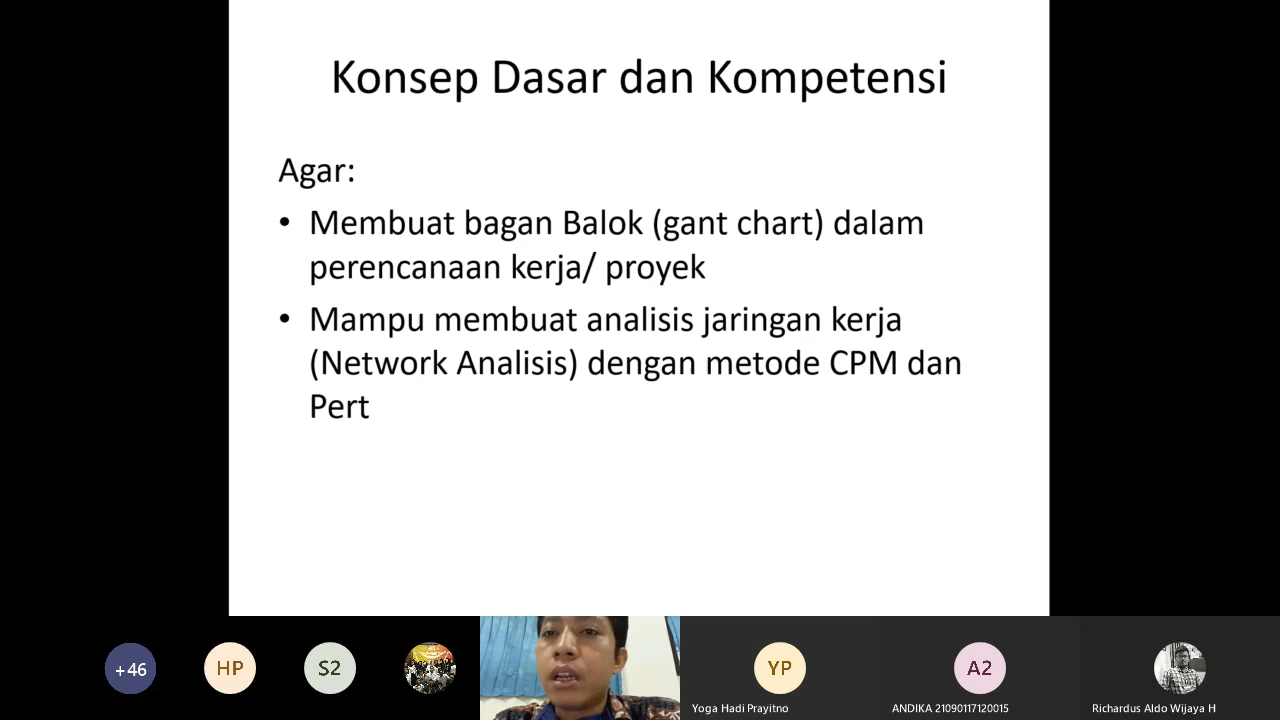 Konsep Dasar dan Kompetensi
Agar:
• Membuat bagan Balok (gant chart) dalam
perencanaan kerja/ proyek
• Mampu membuat analisis jaringan kerja
(Network Analisis) dengan metode CPM dan
Pert
+46
HP
S2
YP
A2
Yoga Hadi Prayitno
ANDIKA 21090117120015
Richardus Aldo Wijaya H